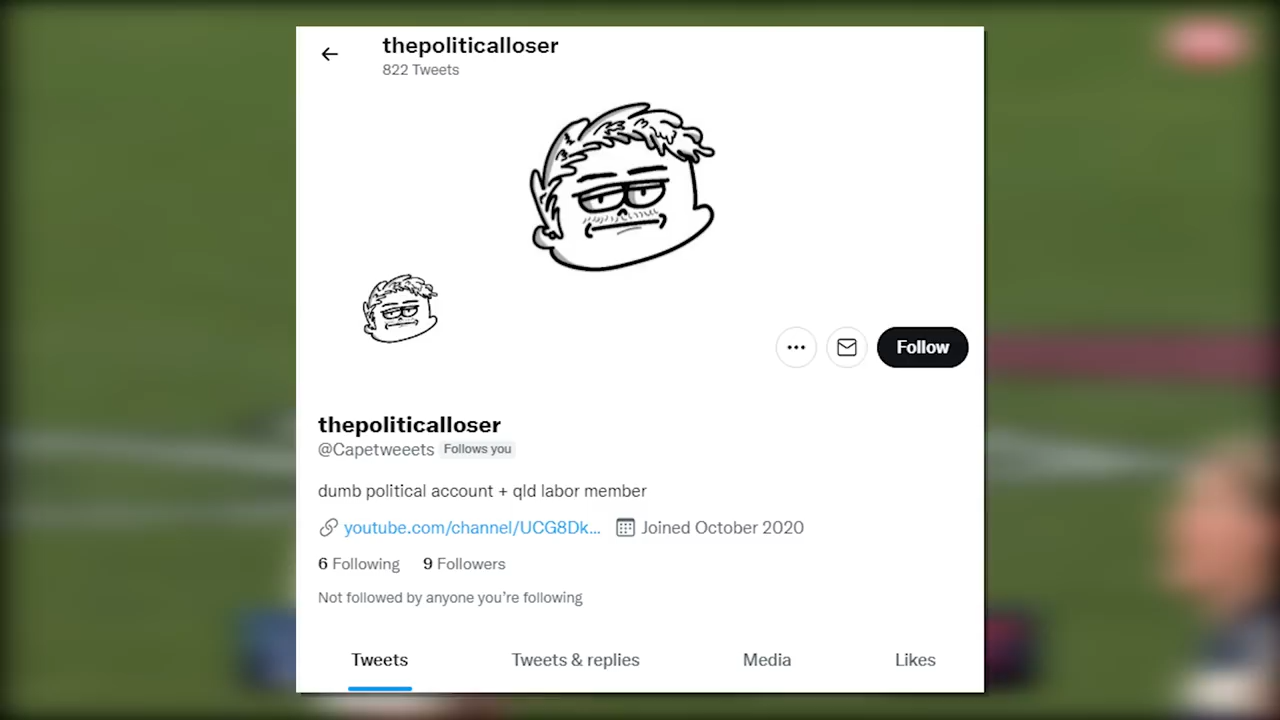 thepoliticalloser
822 Tweets
Follow
thepoliticalloser
@Capetweeets Follows you
dumb political account + qld labor member
youtube.com/channel/UCG8Dk... Joined October 2020
6 Following 9 Followers
Not followed by anyone you're following
Tweets Tweets & replies Media Likes